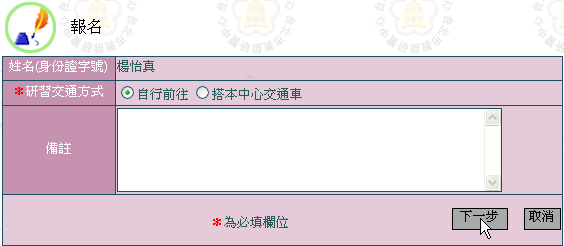 報名
姓名(身份證字號) 楊怡真
*研習交通方式 自行前往 搭本中心交通車
備註
*為必填欄位 下一步 取消